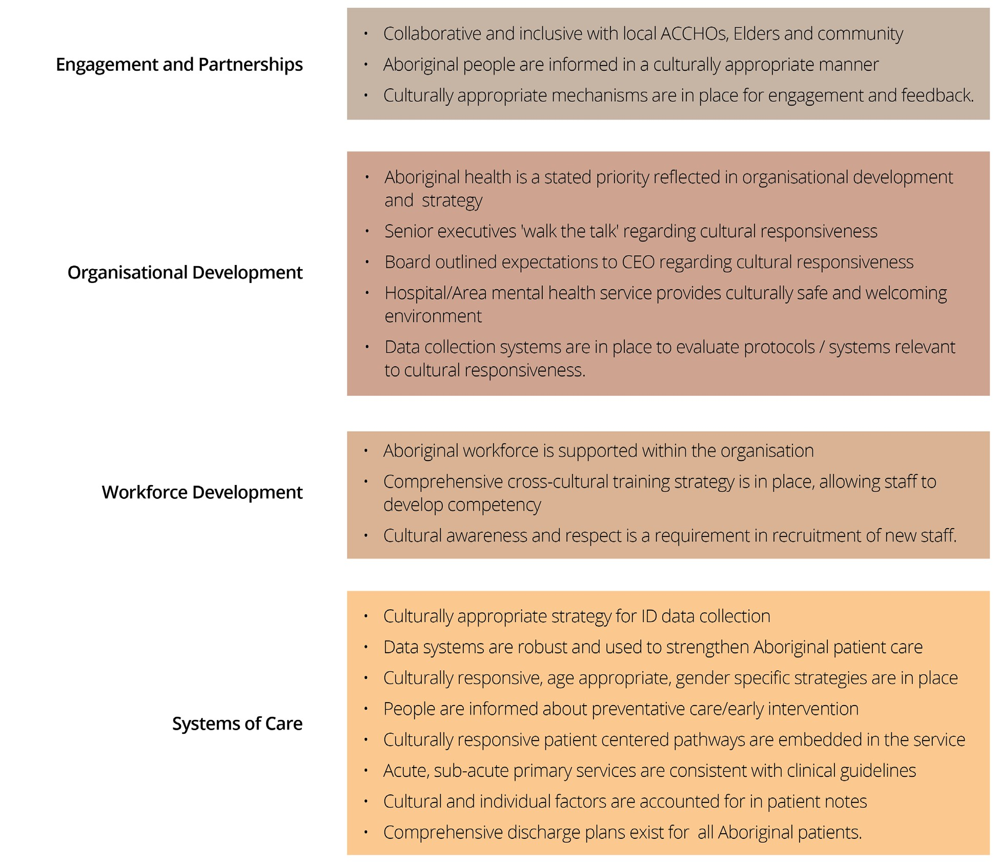 Engagement and Partnerships
• Collaborative and inclusive with local ACCHOs, Elders and community
• Aboriginal people are informed in a culturally appropriate manner
• Culturally appropriate mechanisms are in place for engagement and feedback.
Organisational Development
• Aboriginal health is a stated priority reflected in organisational development
and  strategy
• Senior executives 'walk the talk' regarding cultural responsiveness
• Board outlined expectations to CEO regarding cultural responsiveness
• Hospital/Area mental health service provides culturally safe and welcoming
environment
• Data collection systems are in place to evaluate protocols / systems relevant
to cultural responsiveness.
Workforce Development
• Aboriginal workforce is supported within the organisation
• Comprehensive cross-cultural training strategy is in place, allowing staff to
develop competency
• Cultural awareness and respect is a requirement in recruitment of new staff.
Systems of Care
• Culturally appropriate strategy for ID data collection
• Data systems are robust and used to strengthen Aboriginal patient care
• Culturally responsive, age appropriate, gender specific strategies are in place
• People are informed about preventative care/early intervention
• Culturally responsive patient centered pathways are embedded in the service
• Acute, sub-acute primary services are consistent with clinical guidelines
• Cultural and individual factors are accounted for in patient notes
• Comprehensive discharge plans exist for  all Aboriginal patients.